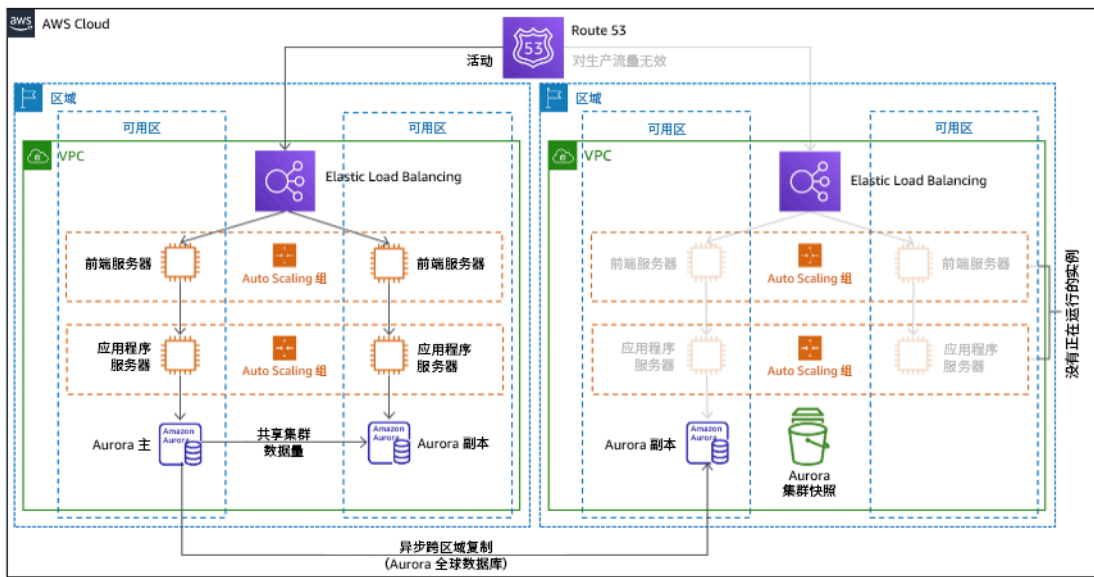 aws
AWS Cloud
53
Route 53
活动
对生产流量无效
区域
区域
可用区
可用区
可用区
可用区
VPC
VPC
Elastic Load Balancing
Elastic Load Balancing
前端服务器
Auto Scaling 组
前端服务器
前端服务器
Auto Scaling 组
前端服务器
没有正在运行的实例
应用程序
服务器
Auto Scaling 组
应用程序
服务器
应用程序
服务器
Auto Scaling 组
应用程序
服务器
Aurora 主
Amazon
Aurora
共享集群
数据量
Amazon
Aurora
Aurora 副本
Aurora 副本
Amazon
Aurora
Aurora
集群快照
异步跨区域复制
(Aurora 全球数据库)